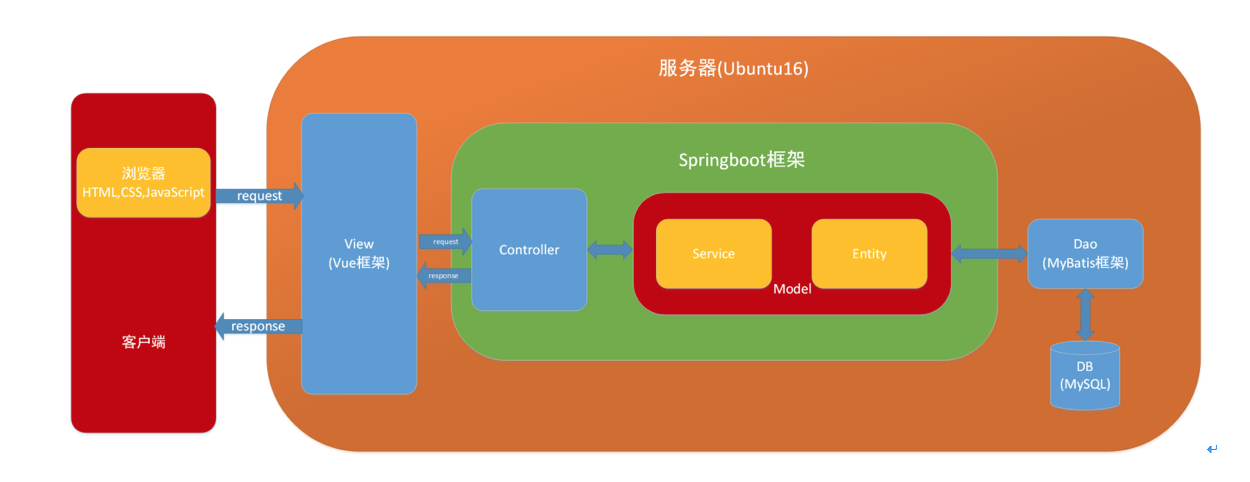 服务器(Ubuntu16)
浏览器
HTML,CSS,JavaScript
客户端
request
response
View
(Vue框架)
request
response
Springboot框架
Controller
Service
Entity
Model
Dao
(MyBatis框架)
DB
(MySQL)